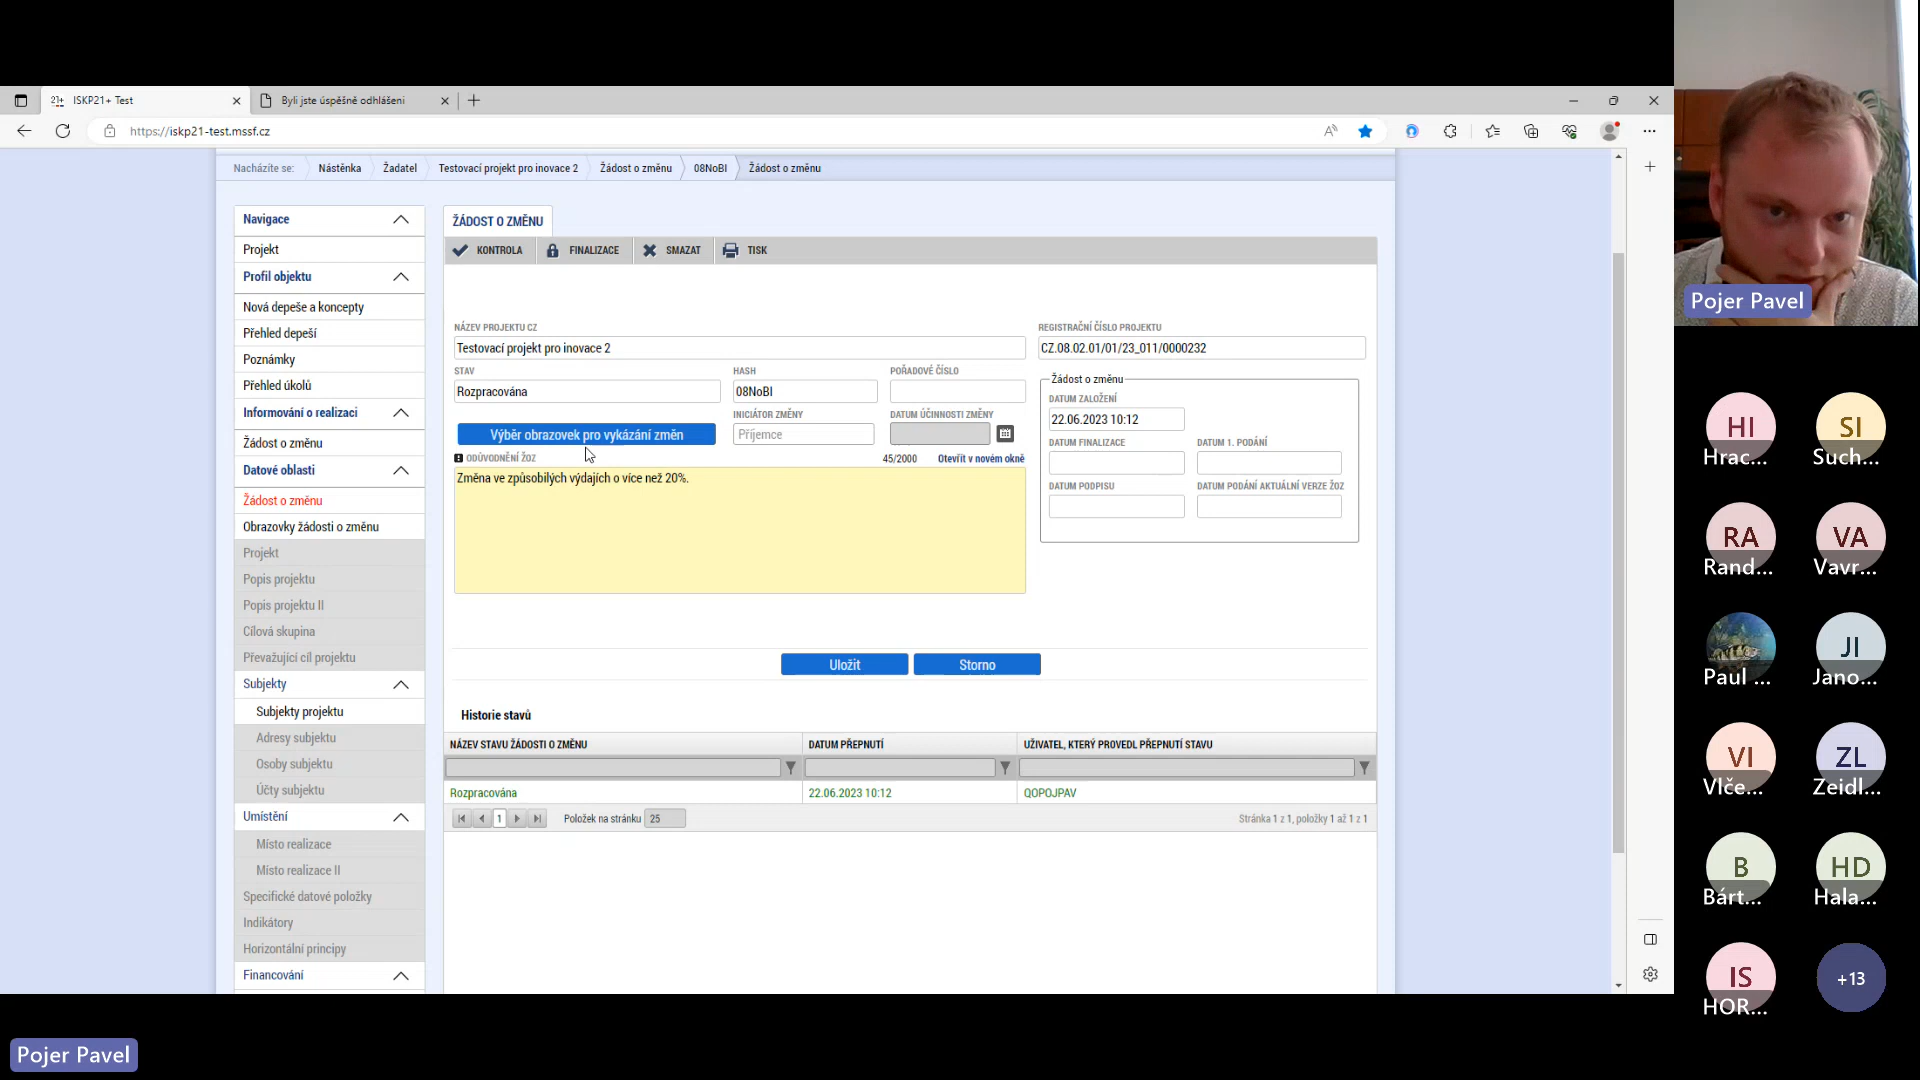 ISKP21+ Test
Byli jste úspěšně odhlášeni
https://iskp21-test.mssf.cz
Nacházíte se: Nástěnka Žadatel Testovací projekt pro inovace 2 Žádost o změnu 08NoBI Žádost o změnu
Navigace
Projekt
Profil objektu
Nová depeše a koncepty
Přehled depeší
Poznámky
Přehled úkolů
Informování o realizaci
Žádost o změnu
Datové oblasti
Žádost o změnu
Obrazovky žádosti o změnu
Projekt
Popis projektu
Popis projektu II
Cílová skupina
Převažující cíl projektu
Subjekty
Subjekty projektu
Adresy subjektu
Osoby subjektu
Účty subjektu
Umístění
Místo realizace
Místo realizace II
Specifické datové položky
Indikátory
Horizontální principy
Financování
ŽÁDOST O ZMĚNU
KONTROLA FINALIZACE SMAZAT TISK
NÁZEV PROJEKTU CZ
Testovací projekt pro inovace 2
REGISTRAČNÍ ČÍSLO PROJEKTU
CZ.08.02.01/01/23_011/0000232
STAV
Rozpracována
HASH
08NoBI
POŘADOVÉ ČÍSLO
Výběr obrazovek pro vykázání změn
INICIÁTOR ZMĚNY
Příjemce
DATUM ÚČINNOSTI ZMĚNY
ODŮVODNĚNÍ ŽOZ
45/2000 Otevřít v novém okně
Změna ve způsobilých výdajích o více než 20%.
Žádost o změnu
DATUM ZALOŽENÍ
22.06.2023 10:12
DATUM FINALIZACE DATUM 1. PODÁNÍ
DATUM PODPISU DATUM PODÁNÍ AKTUÁLNÍ VERZE ŽOZ
Uložit Storno
Historie stavů
NÁZEV STAVU ŽÁDOSTI O ZMĚNU DATUM PŘEPNUTÍ UŽIVATEL, KTERÝ PROVEDL PŘEPNUTÍ STAVU
Rozpracována 22.06.2023 10:12 QOPOJPAV
1 Položek na stránku 25 Stránka 1 z 1, položky 1 až 1 z 1
Pojer Pavel
HI SI
Hrac... Such...
RA VA
Rand... Vavr...
JI
Paul ... Jano...
VI ZL
Vlče... Zeidl...
B HD
Bárt... Hala...
IS +13
HOR...
Pojer Pavel